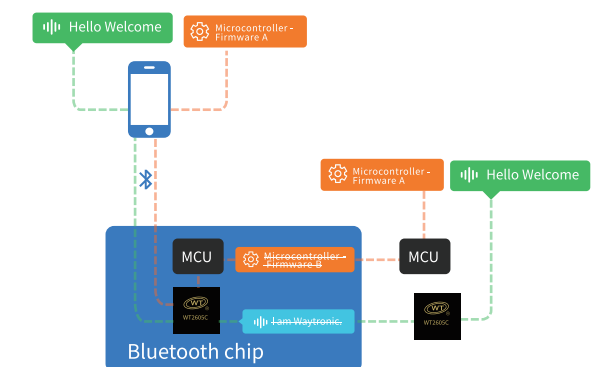 Hello Welcome
Microcontroller -
Firmware A
Microcontroller -
Firmware A
Hello Welcome
MCU
Microcontroller -
Firmware B
MCU
WT
WT2605C
I am Waytronic.
WT
WT2605C
Bluetooth chip